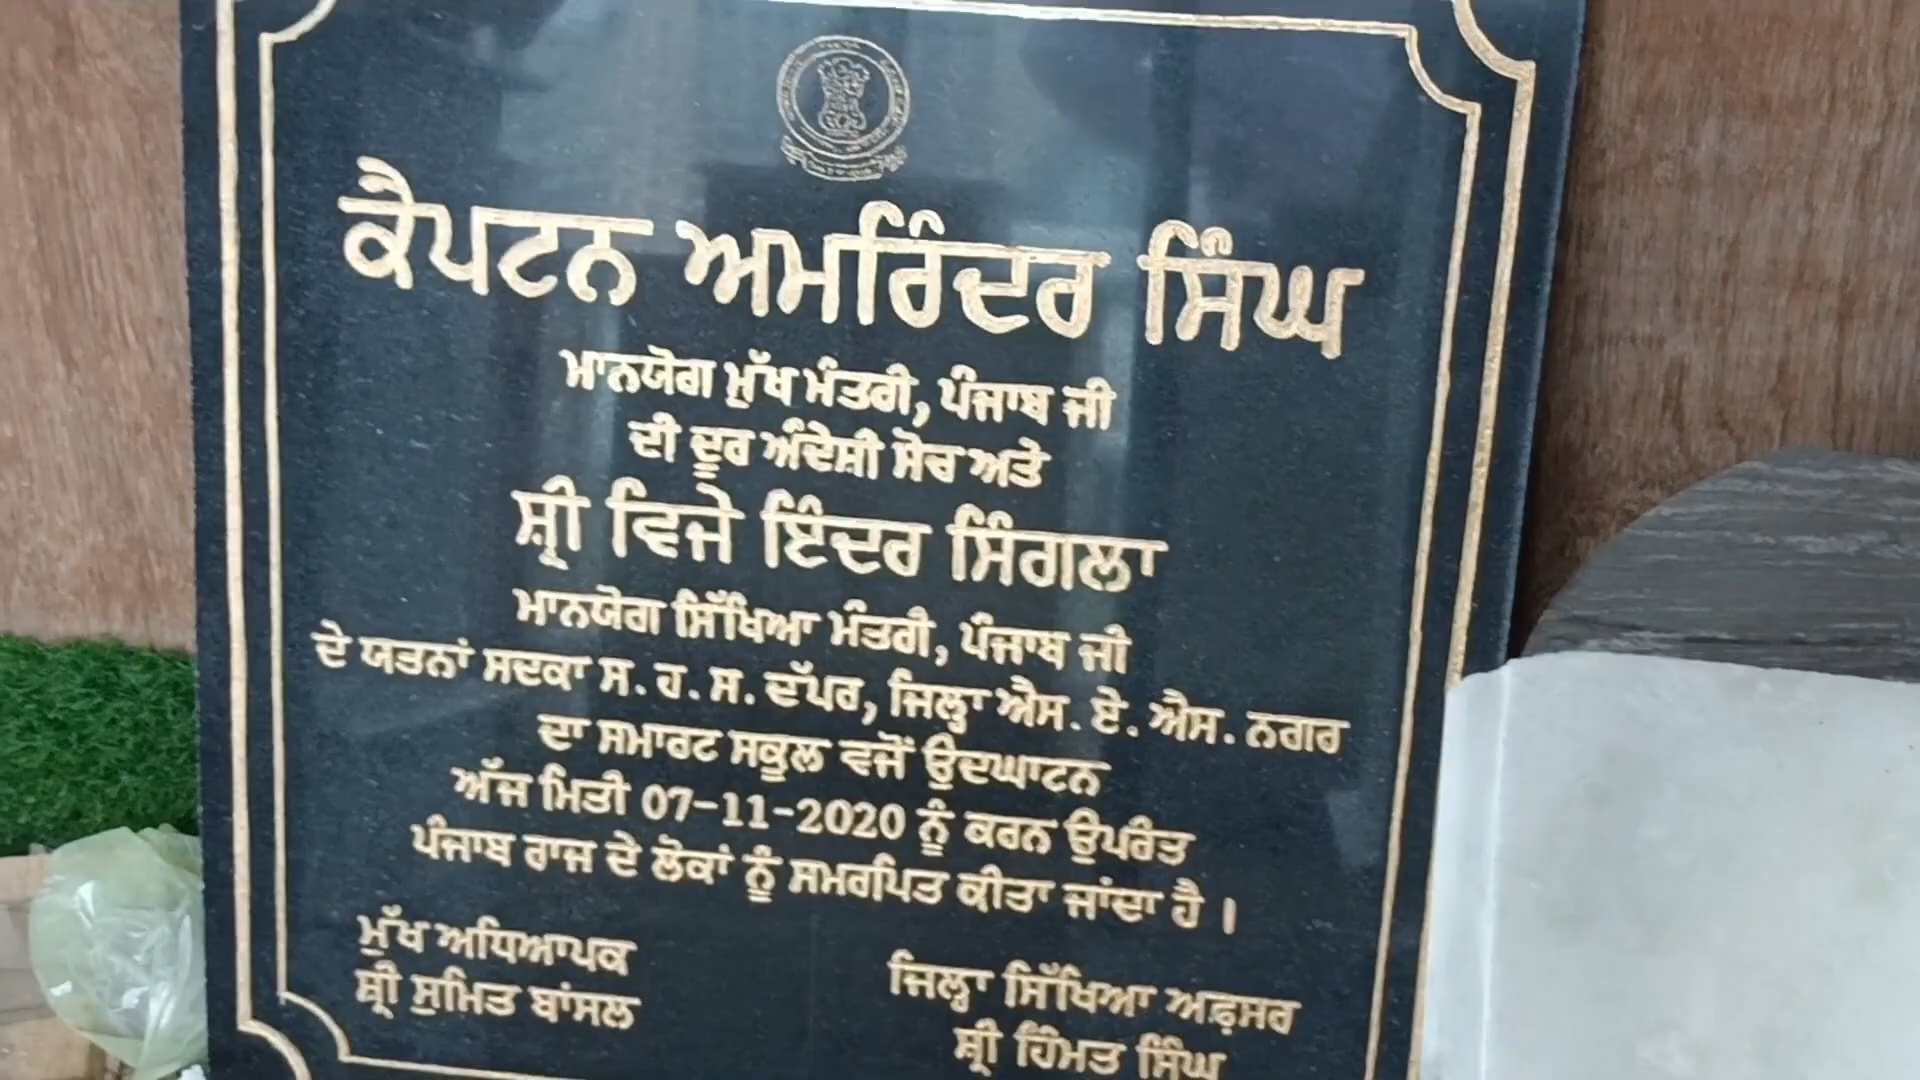 ਕੈਪਟਨ ਅਮਰਿੰਦਰ ਸਿੰਘ
ਮਾਨਯੋਗ ਮੁੱਖ ਮੰਤਰੀ, ਪੰਜਾਬ ਜੀ
ਦੀ ਦੂਰ ਅੰਦੇਸ਼ੀ ਸੋਚ ਅਤੇ
ਸ਼੍ਰੀ ਵਿਜੇ ਇੰਦਰ ਸਿੰਗਲਾ
ਮਾਨਯੋਗ ਸਿੱਖਿਆ ਮੰਤਰੀ, ਪੰਜਾਬ ਜੀ
ਦੇ ਯਤਨਾਂ ਸਦਕਾ ਸ.ਹ.ਸ. ਦੱਪਰ, ਜਿਲ੍ਹਾ ਐਸ.ਏ.ਐਸ. ਨਗਰ
ਦਾ ਸਮਾਰਟ ਸਕੂਲ ਵਜੋਂ ਉਦਘਾਟਨ
ਅੱਜ ਮਿਤੀ 07-11-2020 ਨੂੰ ਕਰਨ ਉਪਰੰਤ
ਪੰਜਾਬ ਰਾਜ ਦੇ ਲੋਕਾਂ ਨੂੰ ਸਮਰਪਿਤ ਕੀਤਾ ਜਾਂਦਾ ਹੈ।
ਮੁੱਖ ਅਧਿਆਪਕ
ਸ਼੍ਰੀ ਸੁਮਿਤ ਬਾਂਸਲ
ਜਿਲ੍ਹਾ ਸਿੱਖਿਆ ਅਫ਼ਸਰ
ਸ਼੍ਰੀ ਹਿੰਮਤ ਸਿੰਘ